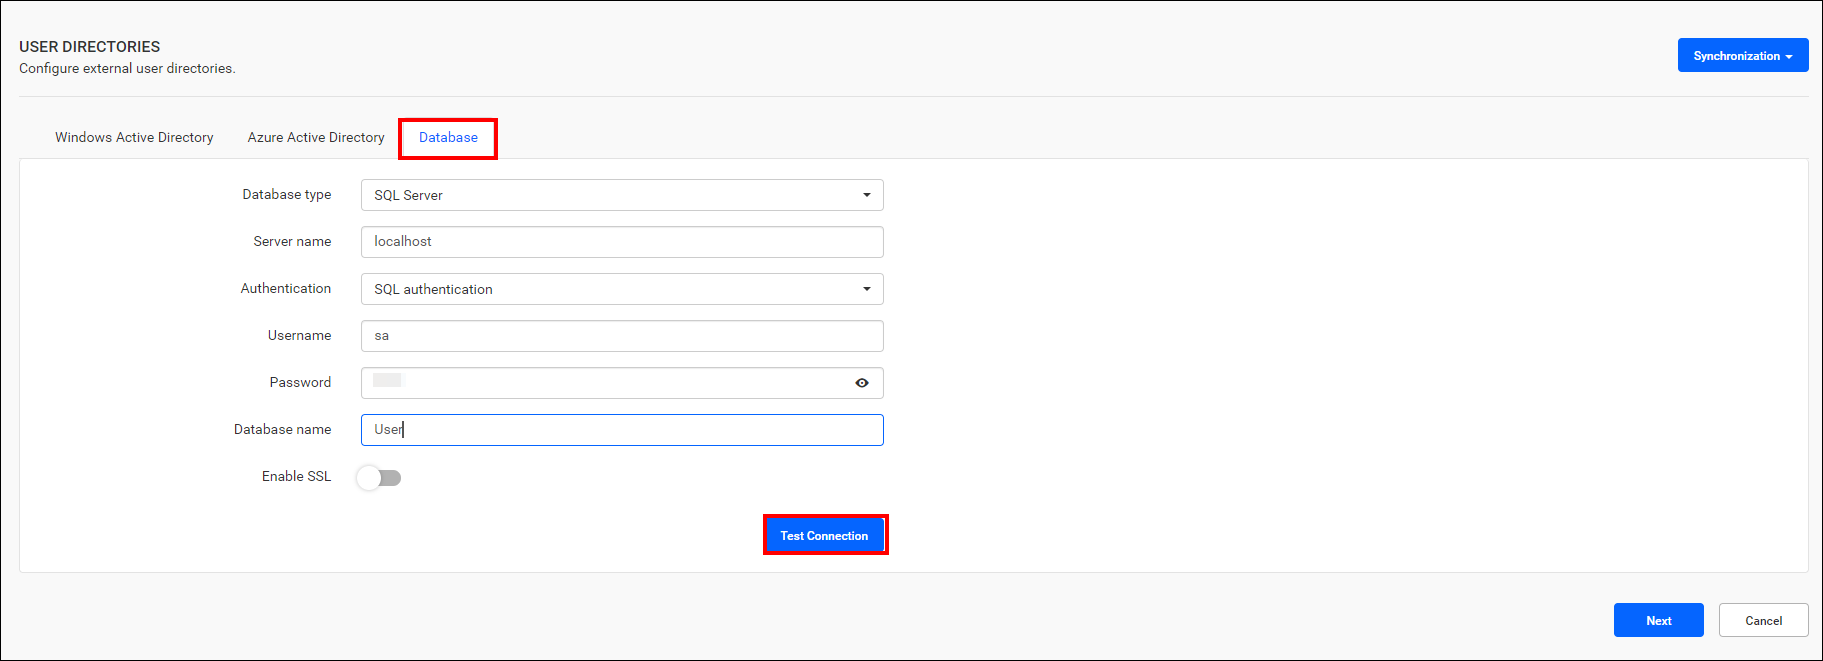 USER DIRECTORIES
Configure external user directories.
Synchronization
Windows Active Directory
Azure Active Directory
Database
Database type
SQL Server
Server name
localhost
Authentication
SQL authentication
Username
sa
Password
Database name
User
Enable SSL
Test Connection
Next
Cancel